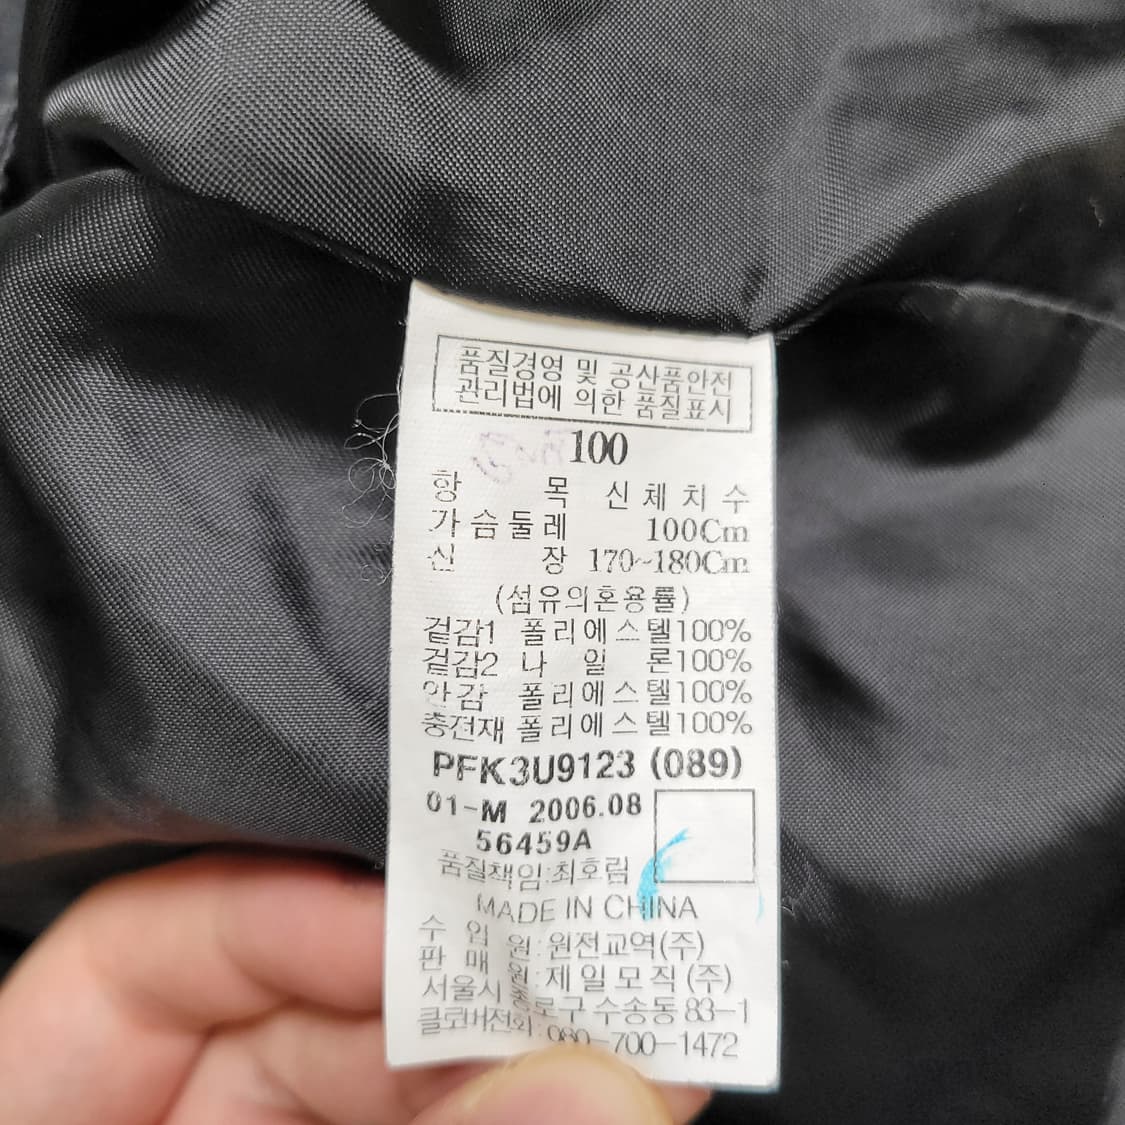 품질경영 및 공산품안전
관리법에 의한 품질표시
100
항 목 신체치수
가슴둘레 100Cm
신 장 170~180Cm
(섬유의혼용률)
겉감1 폴리에스텔100%
겉감2 나일론100%
안감 폴리에스텔100%
충전재 폴리에스텔100%
PFK3U9123 (089)
01-M 2006.08
56459A
품질책임:최호림
MADE IN CHINA
수입원:원전교역(주)
판매원:제일모직(주)
서울시 종로구 수송동 83-1
클로버전화:080-700-1472